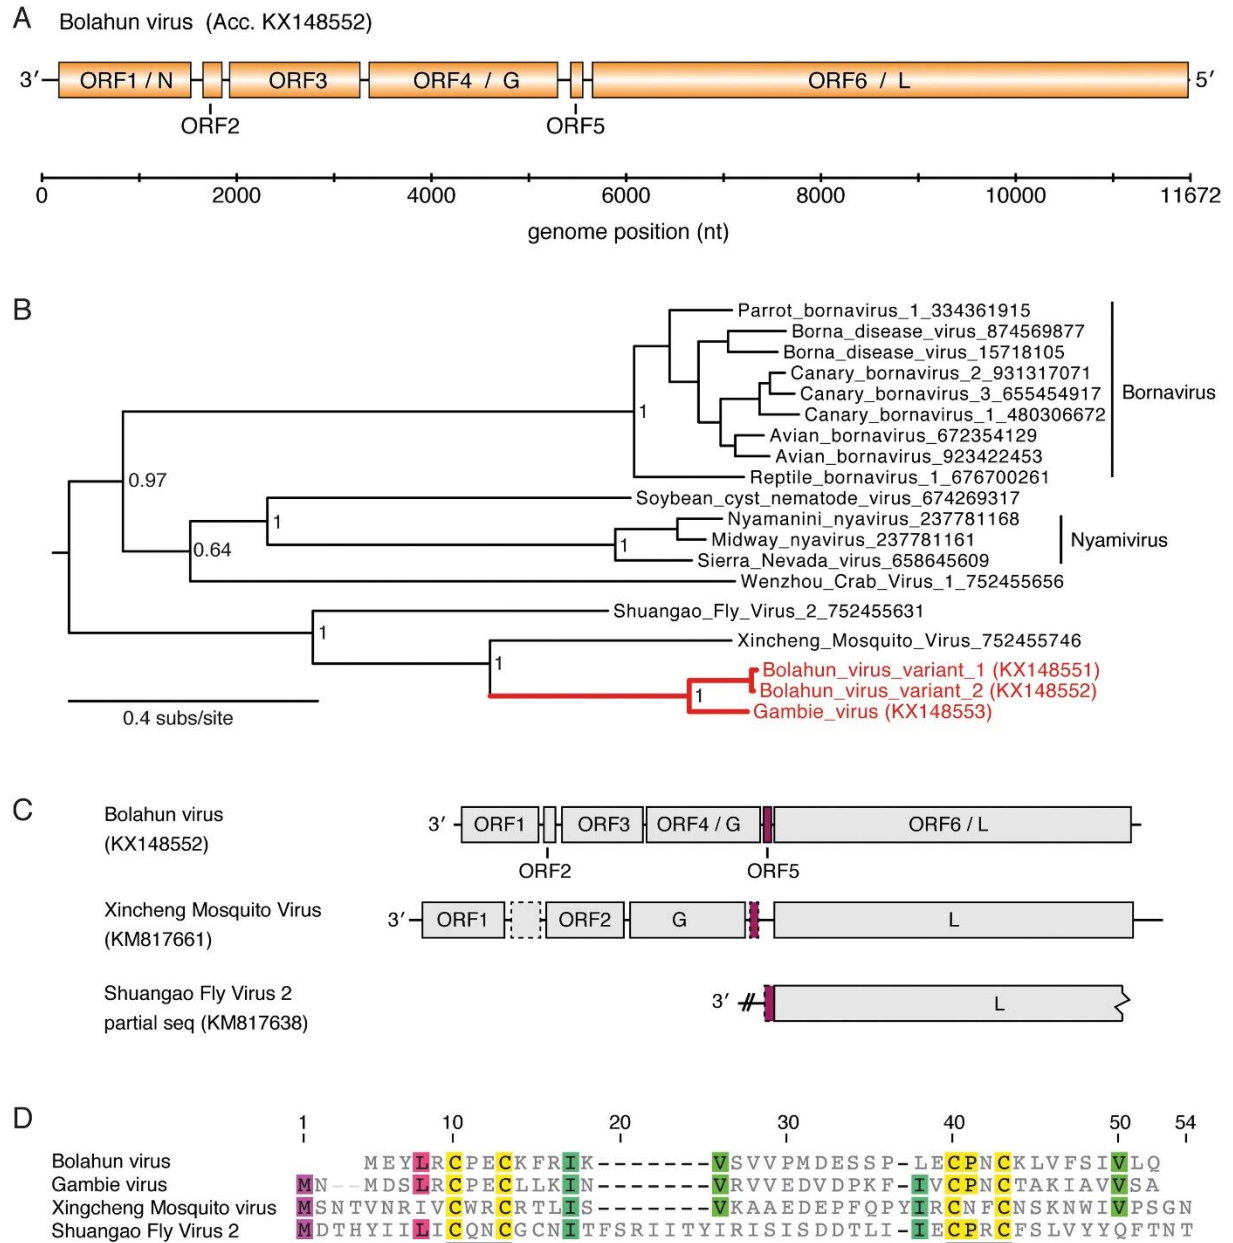 A Bolahun virus (Acc. KX148552)
3′ ORF1 / N ORF3 ORF4 / G ORF6 / L 5′
ORF2 ORF5
0 2000 4000 6000 8000 10000 11672
genome position (nt)
B
Parrot_bornavirus_1_334361915
Borna_disease_virus_874569877
Borna_disease_virus_15718105
Canary_bornavirus_2_931317071
Canary_bornavirus_3_655454917
Bornavirus
1
Canary_bornavirus_1_480306672
Avian_bornavirus_672354129
Avian_bornavirus_923422453
Reptile_bornavirus_1_676700261
0.97
Soybean_cyst_nematode_virus_674269317
1
Nyamanini_nyavirus_237781168
Midway_nyavirus_237781161
Nyamivirus
1
0.64
Sierra_Nevada_virus_658645609
Wenzhou_Crab_Virus_1_752455656
Shuangao_Fly_Virus_2_752455631
1
Xincheng_Mosquito_Virus_752455746
1
Bolahun_virus_variant_1 (KX148551)
Bolahun_virus_variant_2 (KX148552)
1
Gambie_virus (KX148553)
0.4 subs/site
C
Bolahun virus
(KX148552)
3′ ORF1 ORF3 ORF4 / G ORF6 / L
ORF2 ORF5
Xincheng Mosquito Virus
(KM817661)
3′ ORF1 ORF2 G L
Shuangao Fly Virus 2
partial seq (KM817638)
3′ L
D
1 10 20 30 40 50 54
Bolahun virus MEYLRCPECKFRIK--------VSVVPMDESSP-LECPNCKLVFSIVLQ
Gambie virus MN--MDSLRCPECLLKIN--------VRVVEDVDPKF-IVCPNCTAKIAVVSA
Xingcheng Mosquito virus MSNTVNRIVCWRCRTLIS--------VKAAEDEPFQPYIRCNFCNSKNWIVPSGN
Shuangao Fly Virus 2 MDTHYIILICQNCGCNITFSRIITYIRISISDDTLI-IECPRCFSLVYYQFTNT